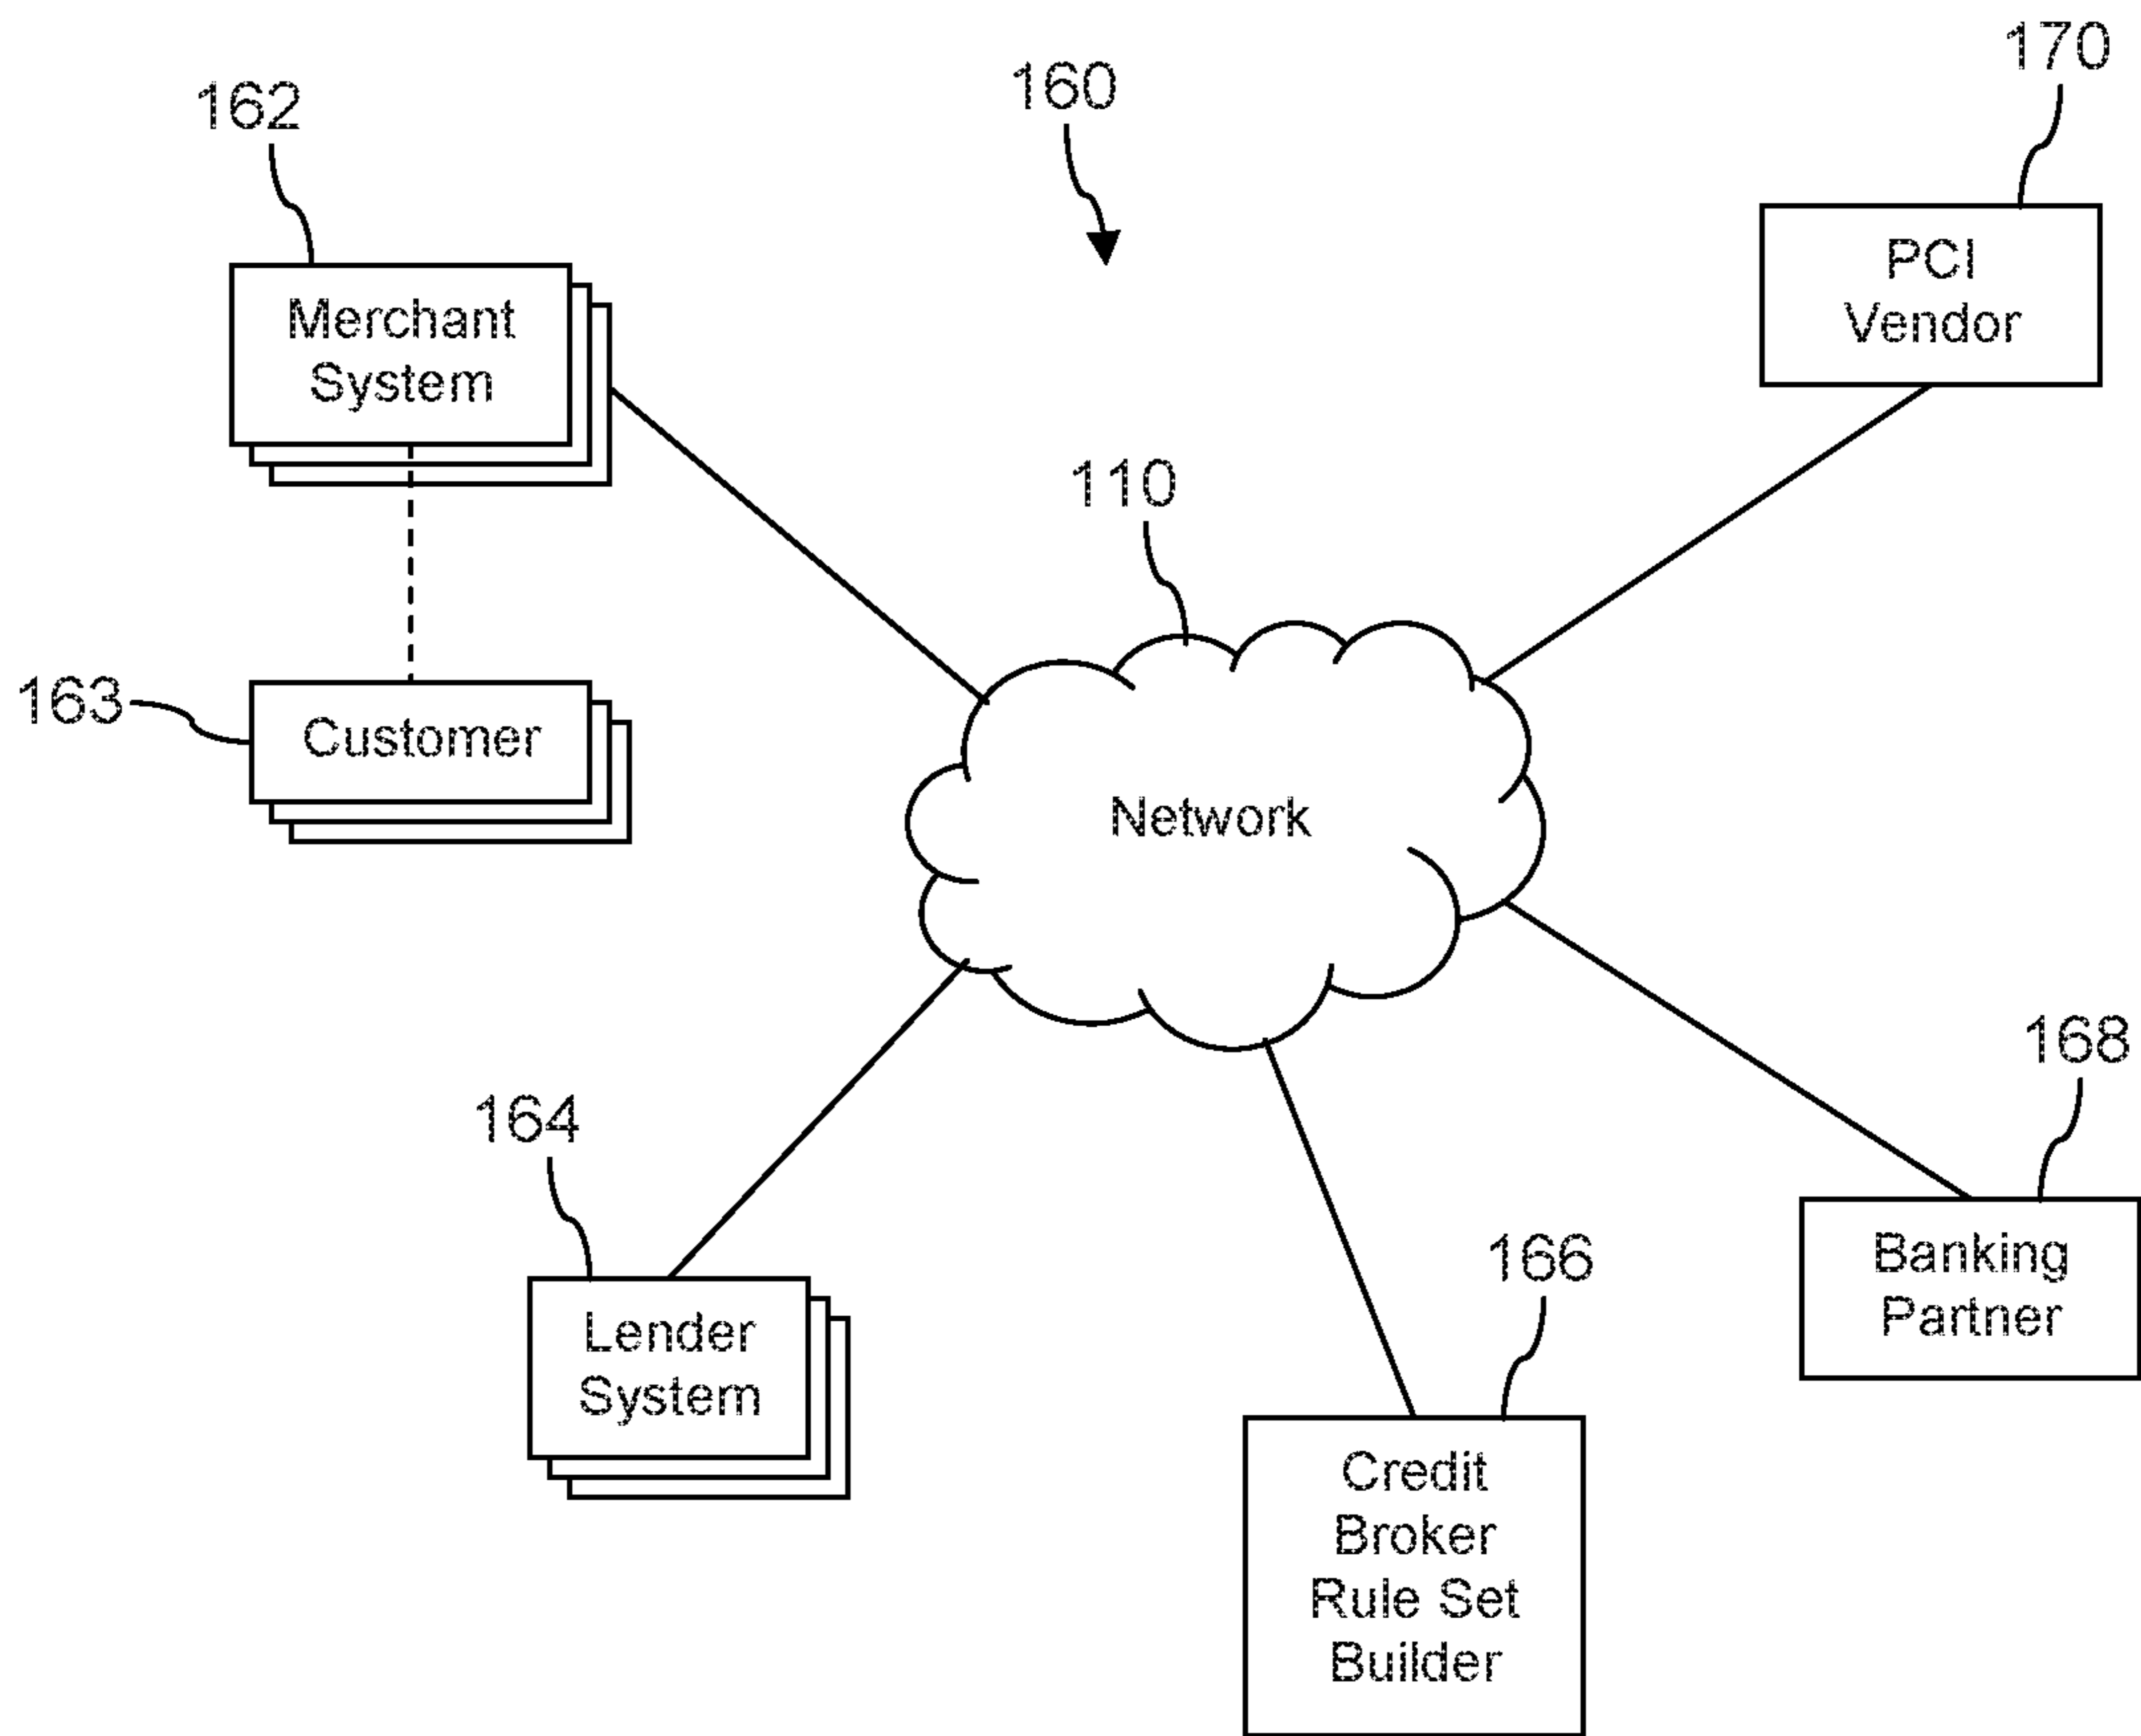 170
160
162
PCI
Vendor
Merchant
System
110
163
Customer
Network
168
164
166
Banking
Partner
Lender
System
Credit
Broker
Rule Set
Builder